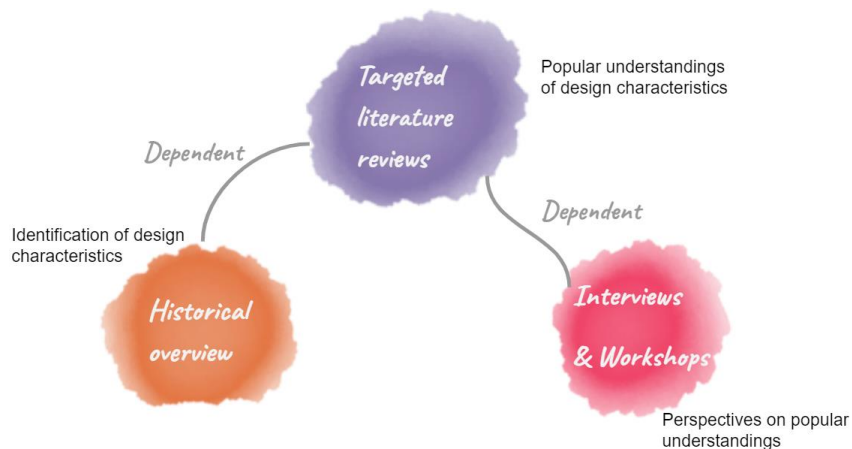 Targeted
literature
reviews
Popular understandings
of design characteristics
Dependent
Dependent
Identification of design
characteristics
Historical
overview
Interviews
& Workshops
Perspectives on popular
understandings